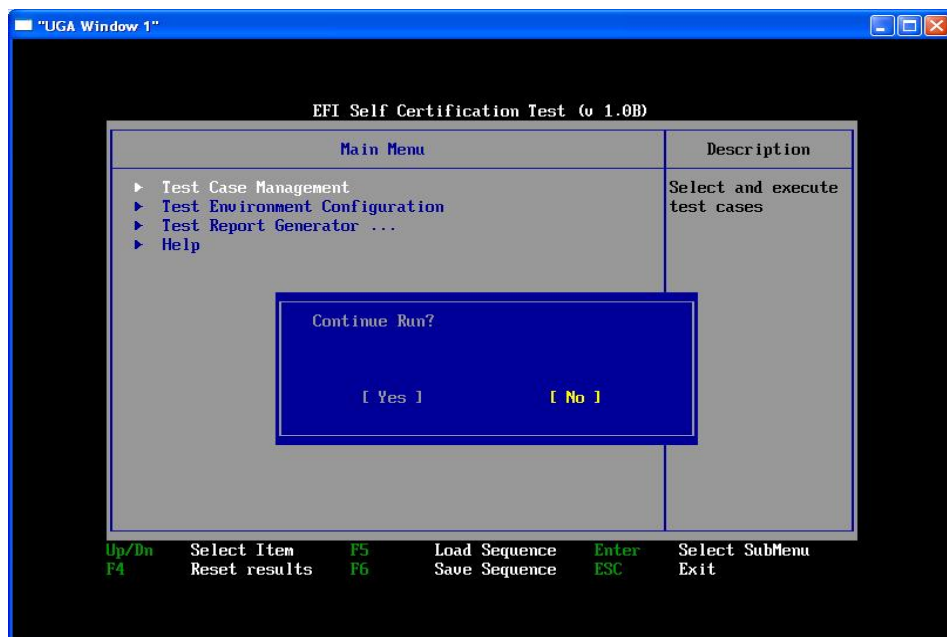 "UGA Window 1"
EFI Self Certification Test (v 1.0B)
Main Menu
Description
Test Case Management
Test Environment Configuration
Test Report Generator ...
Help
Select and execute
test cases
Continue Run?
[ Yes ] [ No ]
Up/Dn Select Item F5 Load Sequence Enter Select SubMenu
F4 Reset results F6 Save Sequence ESC Exit